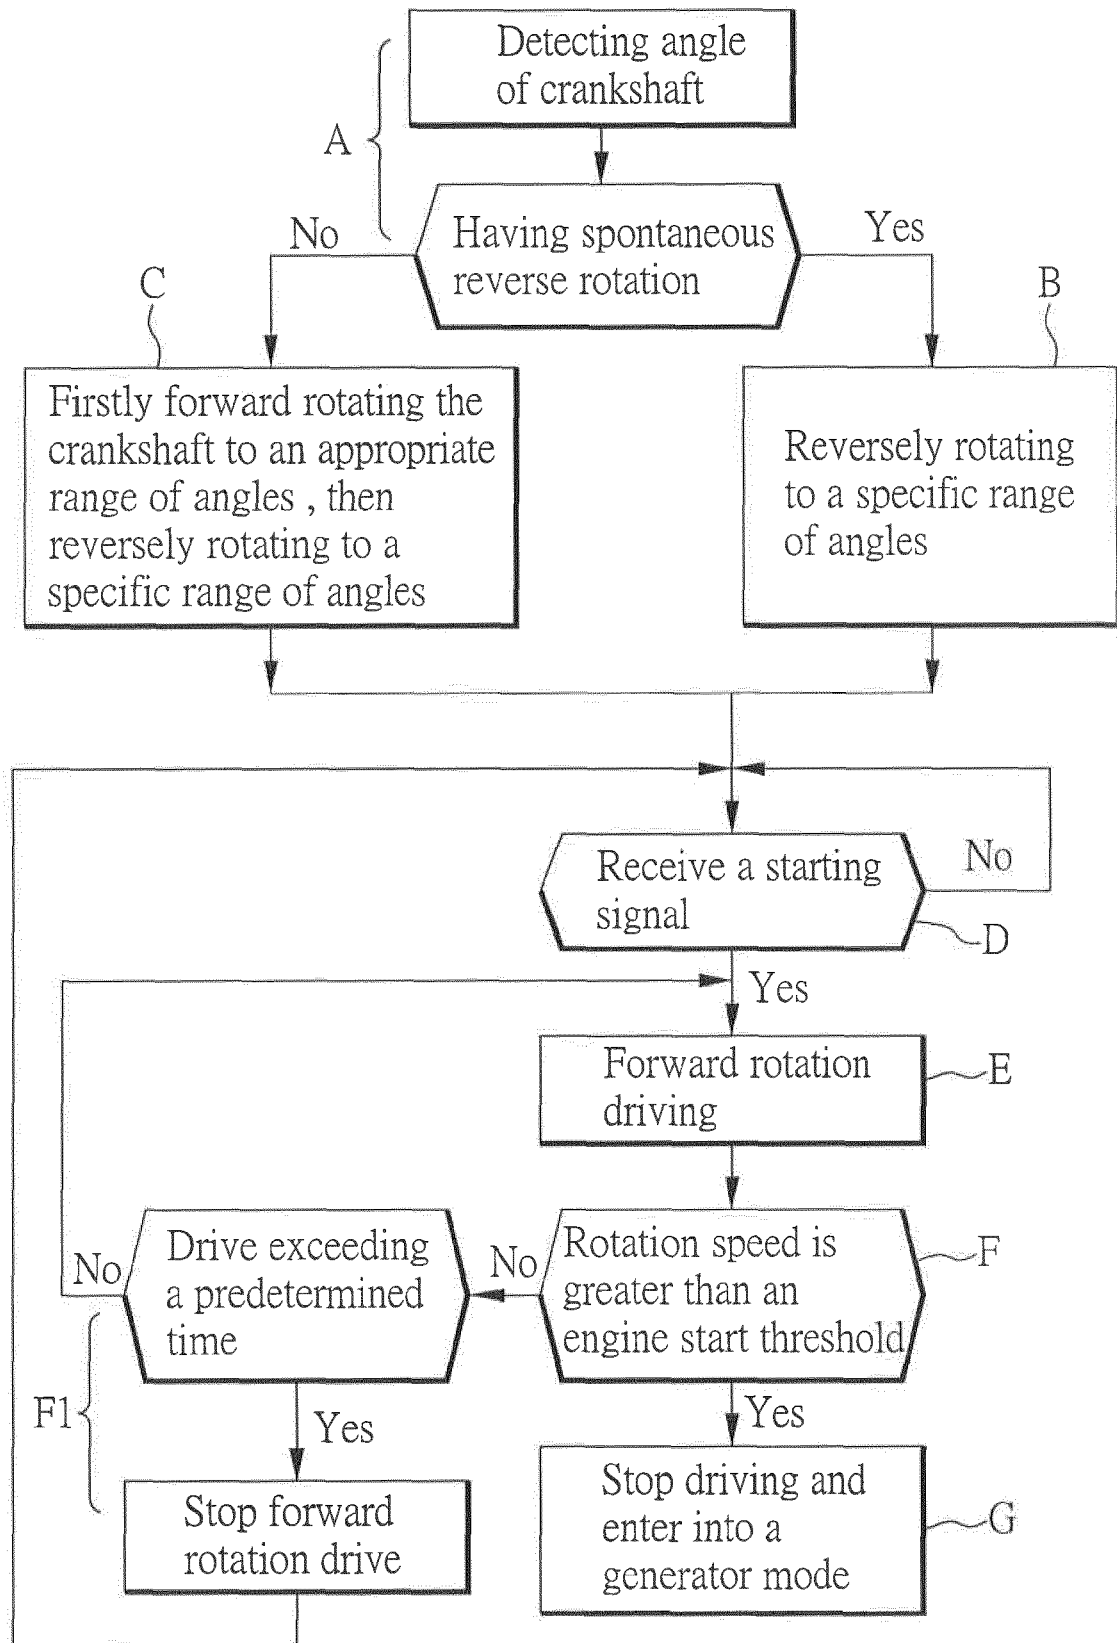 Detecting angle
of crankshaft
A
Having spontaneous
reverse rotation
No
Yes
C
B
Firstly forward rotating the
crankshaft to an appropriate
range of angles , then
reversely rotating to a
specific range of angles
Reversely rotating
to a specific range
of angles
Receive a starting
signal
No
D
Yes
Forward rotation
driving
E
Rotation speed is
greater than an
engine start threshold
F
No
Drive exceeding
a predetermined
time
No
F1
Yes
Yes
Stop forward
rotation drive
Stop driving and
enter into a
generator mode
G